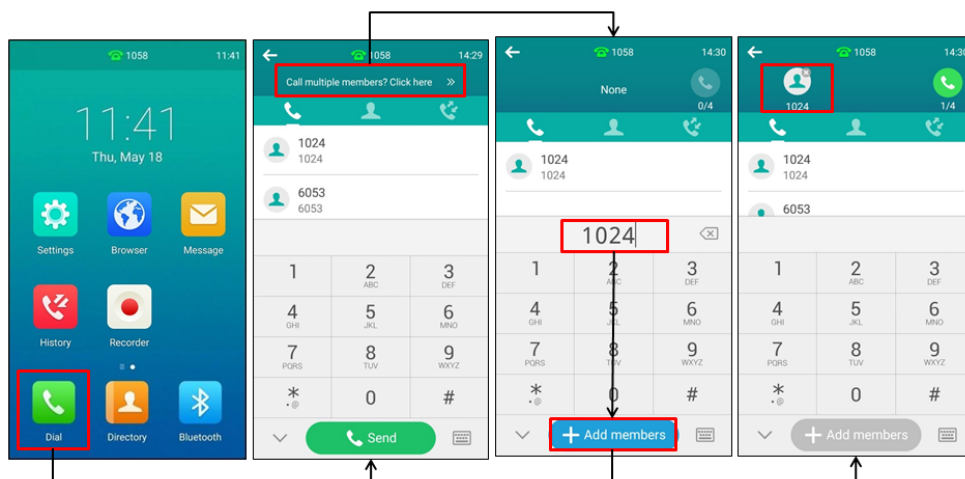 1058 11:41
11:41
Thu, May 18
Settings Browser Message
History Recorder
Dial Directory Bluetooth
1058 14:29
Call multiple members? Click here »
1024
1024
6053
6053
1 2 3
ABC DEF
4 5 6
GHI JKL MNO
7 8 9
PQRS TUV WXYZ
* 0 #
. @
Send
1058 14:30
None
0/4
1024
1024
1024
1 2 3
ABC DEF
4 5 6
GHI JKL MNO
7 8 9
PQRS TUV WXYZ
* 0 #
. @
+ Add members
1058 14:30
1024 1/4
1024
1024
6053
1 2 3
ABC DEF
4 5 6
GHI JKL MNO
7 8 9
PQRS TUV WXYZ
* 0 #
. @
+ Add members